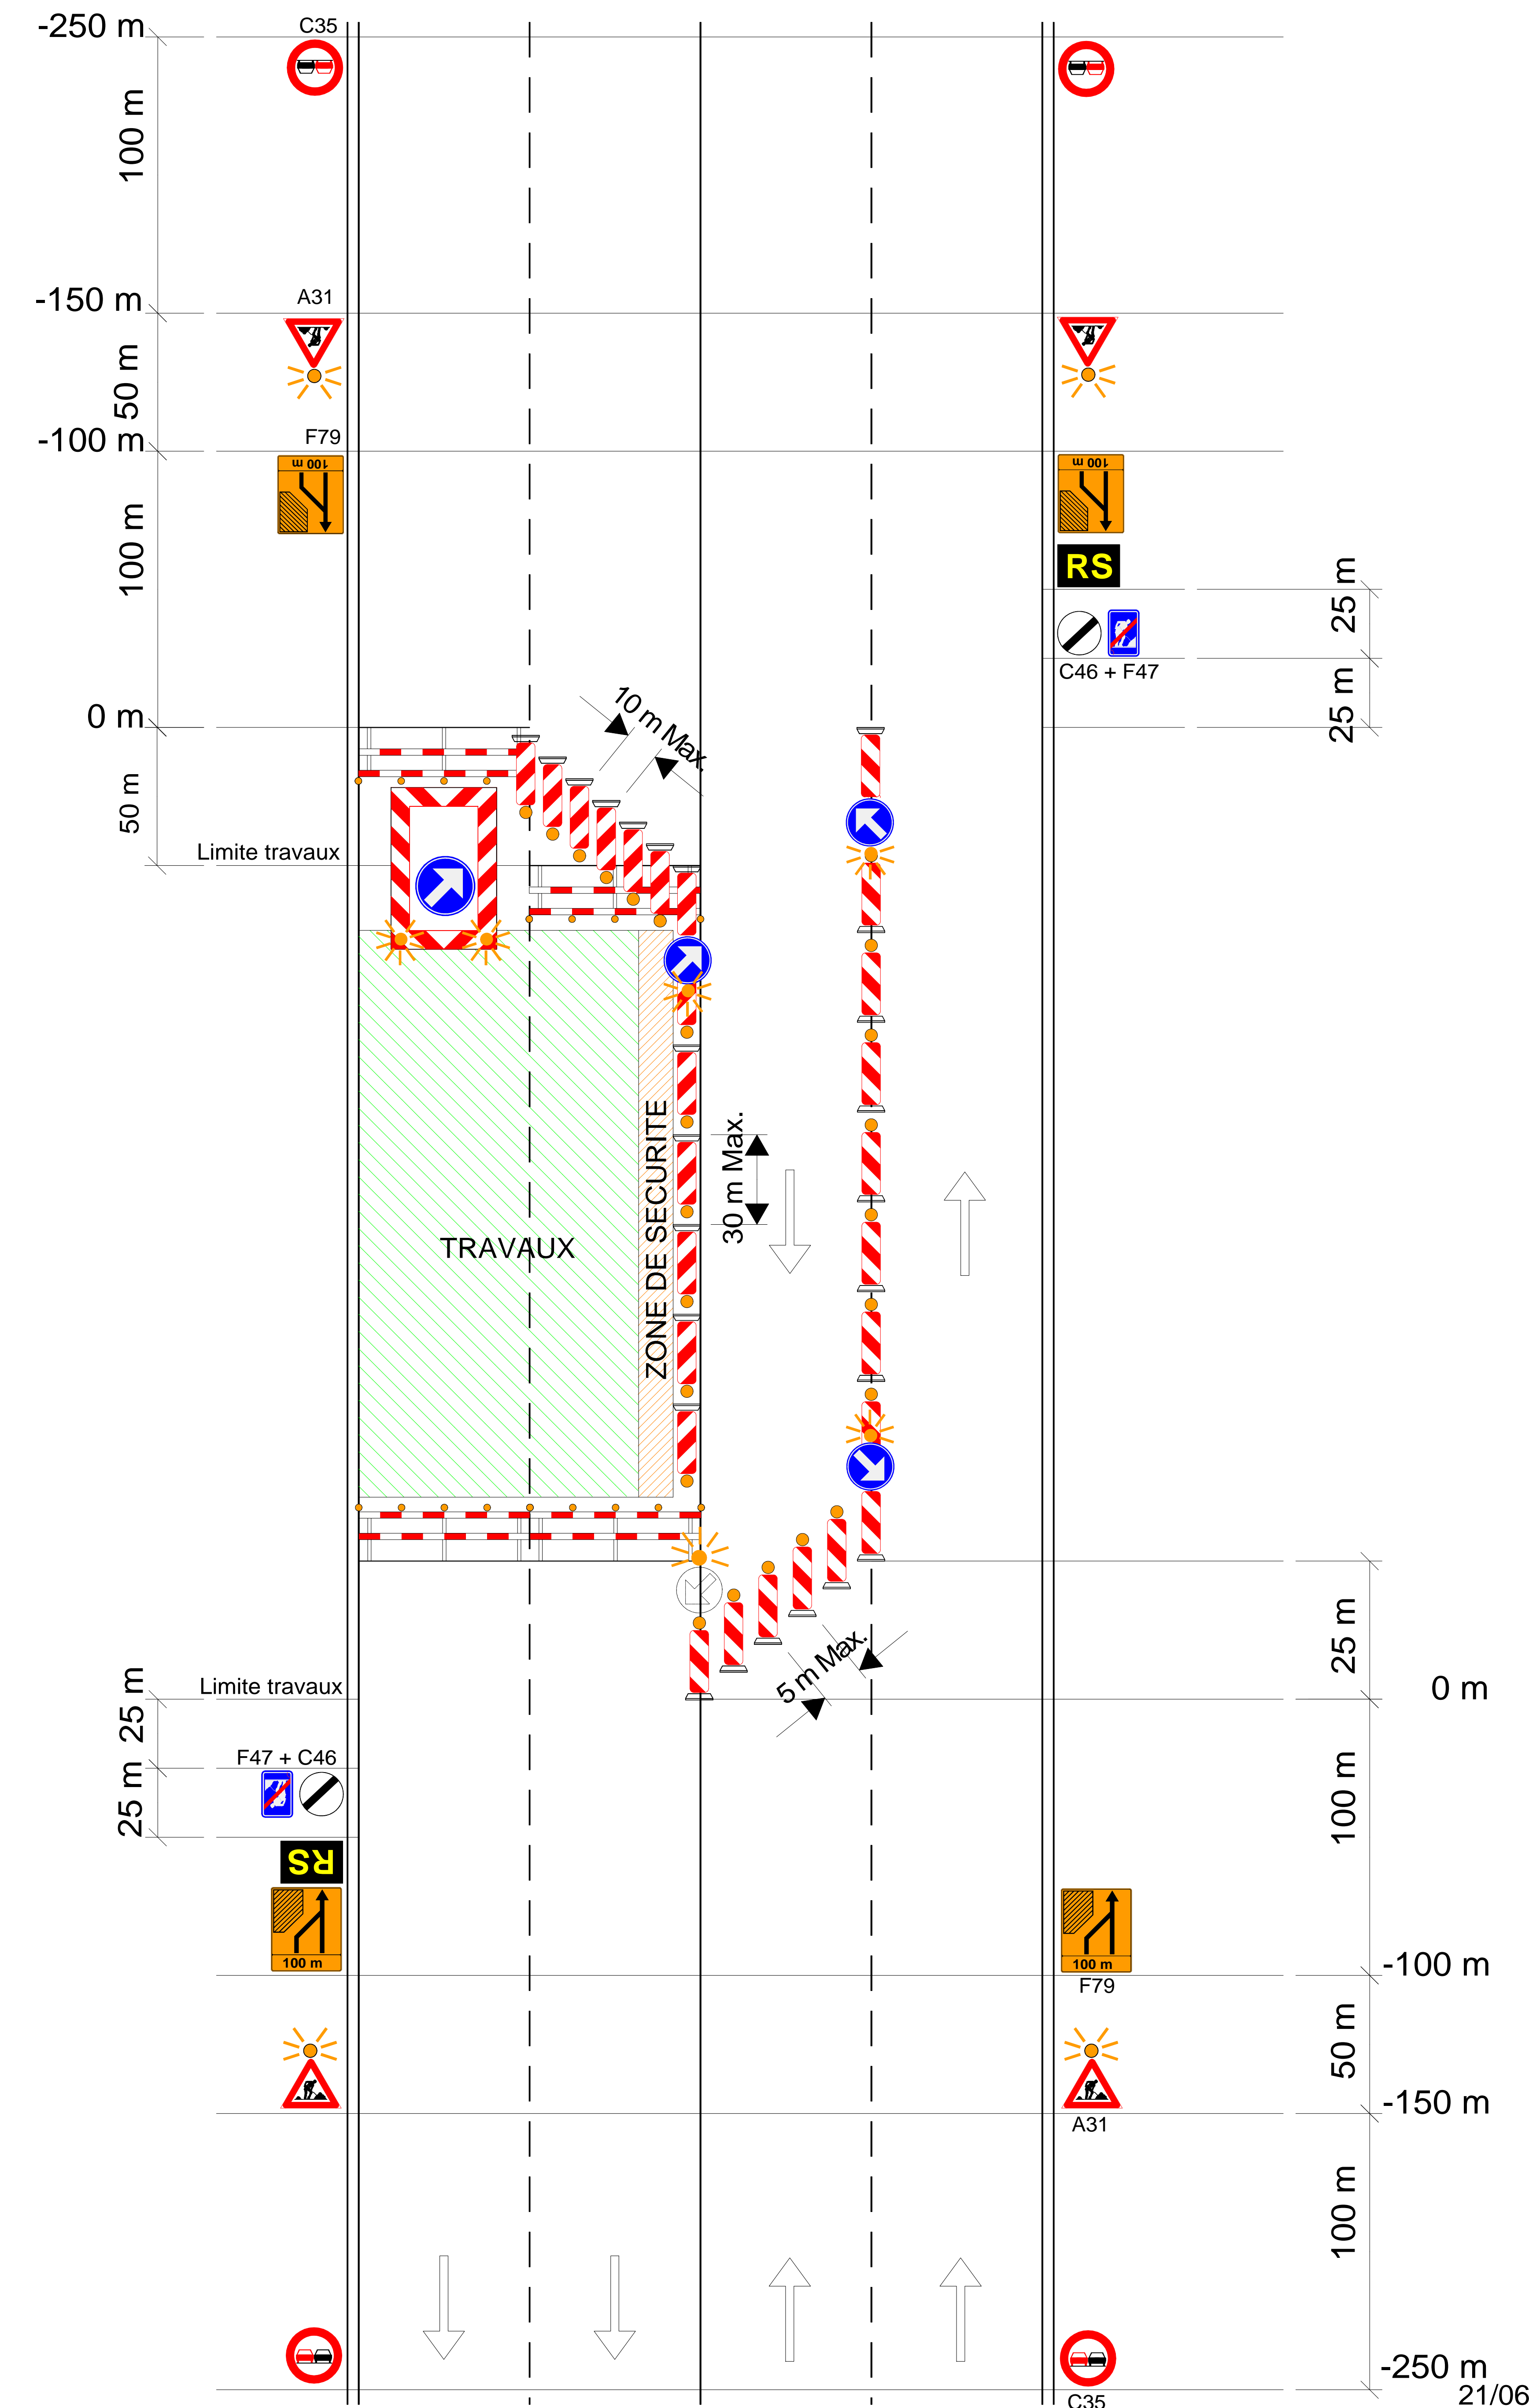 -250 m
C35
100 m
-150 m
A31
50 m
-100 m
F79
100 m
100 m
100 m
RS
25 m
C46 + F47
25 m
0 m
10 m Max.
50 m
Limite travaux
30 m Max.
ZONE DE SECURITE
TRAVAUX
25 m
5 m Max.
Limite travaux
0 m
25 m
F47 + C46
25 m
100 m
RS
100 m
100 m
-100 m
F79
50 m
-150 m
A31
100 m
-250 m
21/06
C35